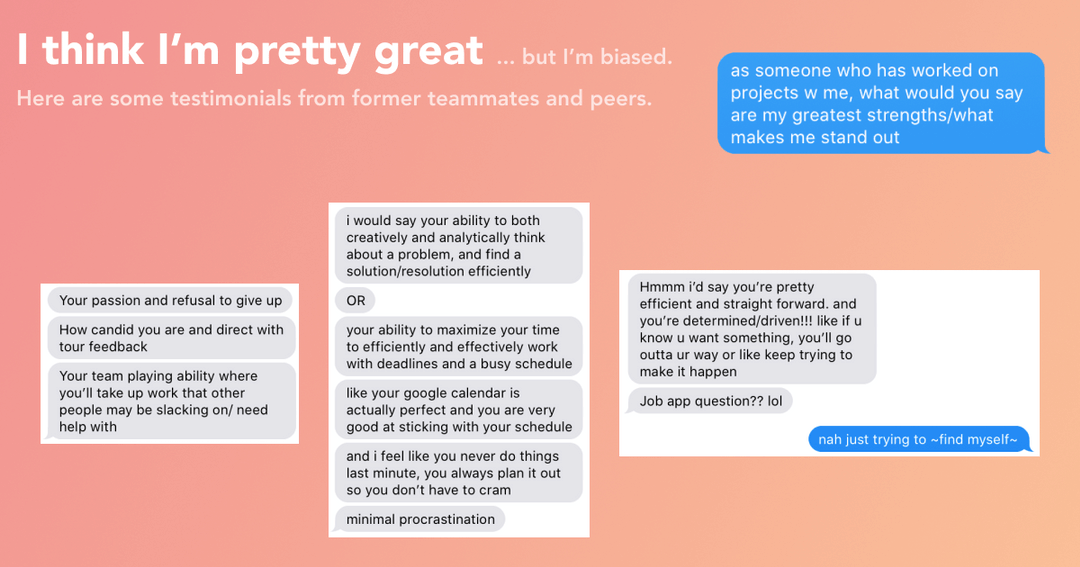 I think I’m pretty great ... but I’m biased.
Here are some testimonials from former teammates and peers.
as someone who has worked on
projects w me, what would you say
are my greatest strengths/what
makes me stand out
Your passion and refusal to give up
How candid you are and direct with
tour feedback
Your team playing ability where
you’ll take up work that other
people may be slacking on/ need
help with
i would say your ability to both
creatively and analytically think
about a problem, and find a
solution/resolution efficiently
OR
your ability to maximize your time
to efficiently and effectively work
with deadlines and a busy schedule
like your google calendar is
actually perfect and you are very
good at sticking with your schedule
and i feel like you never do things
last minute, you always plan it out
so you don’t have to cram
minimal procrastination
Hmmm i’d say you’re pretty
efficient and straight forward. and
you’re determined/driven!!! like if u
know u want something, you’ll go
outta ur way or like keep trying to
make it happen
Job app question?? lol
nah just trying to ~find myself~